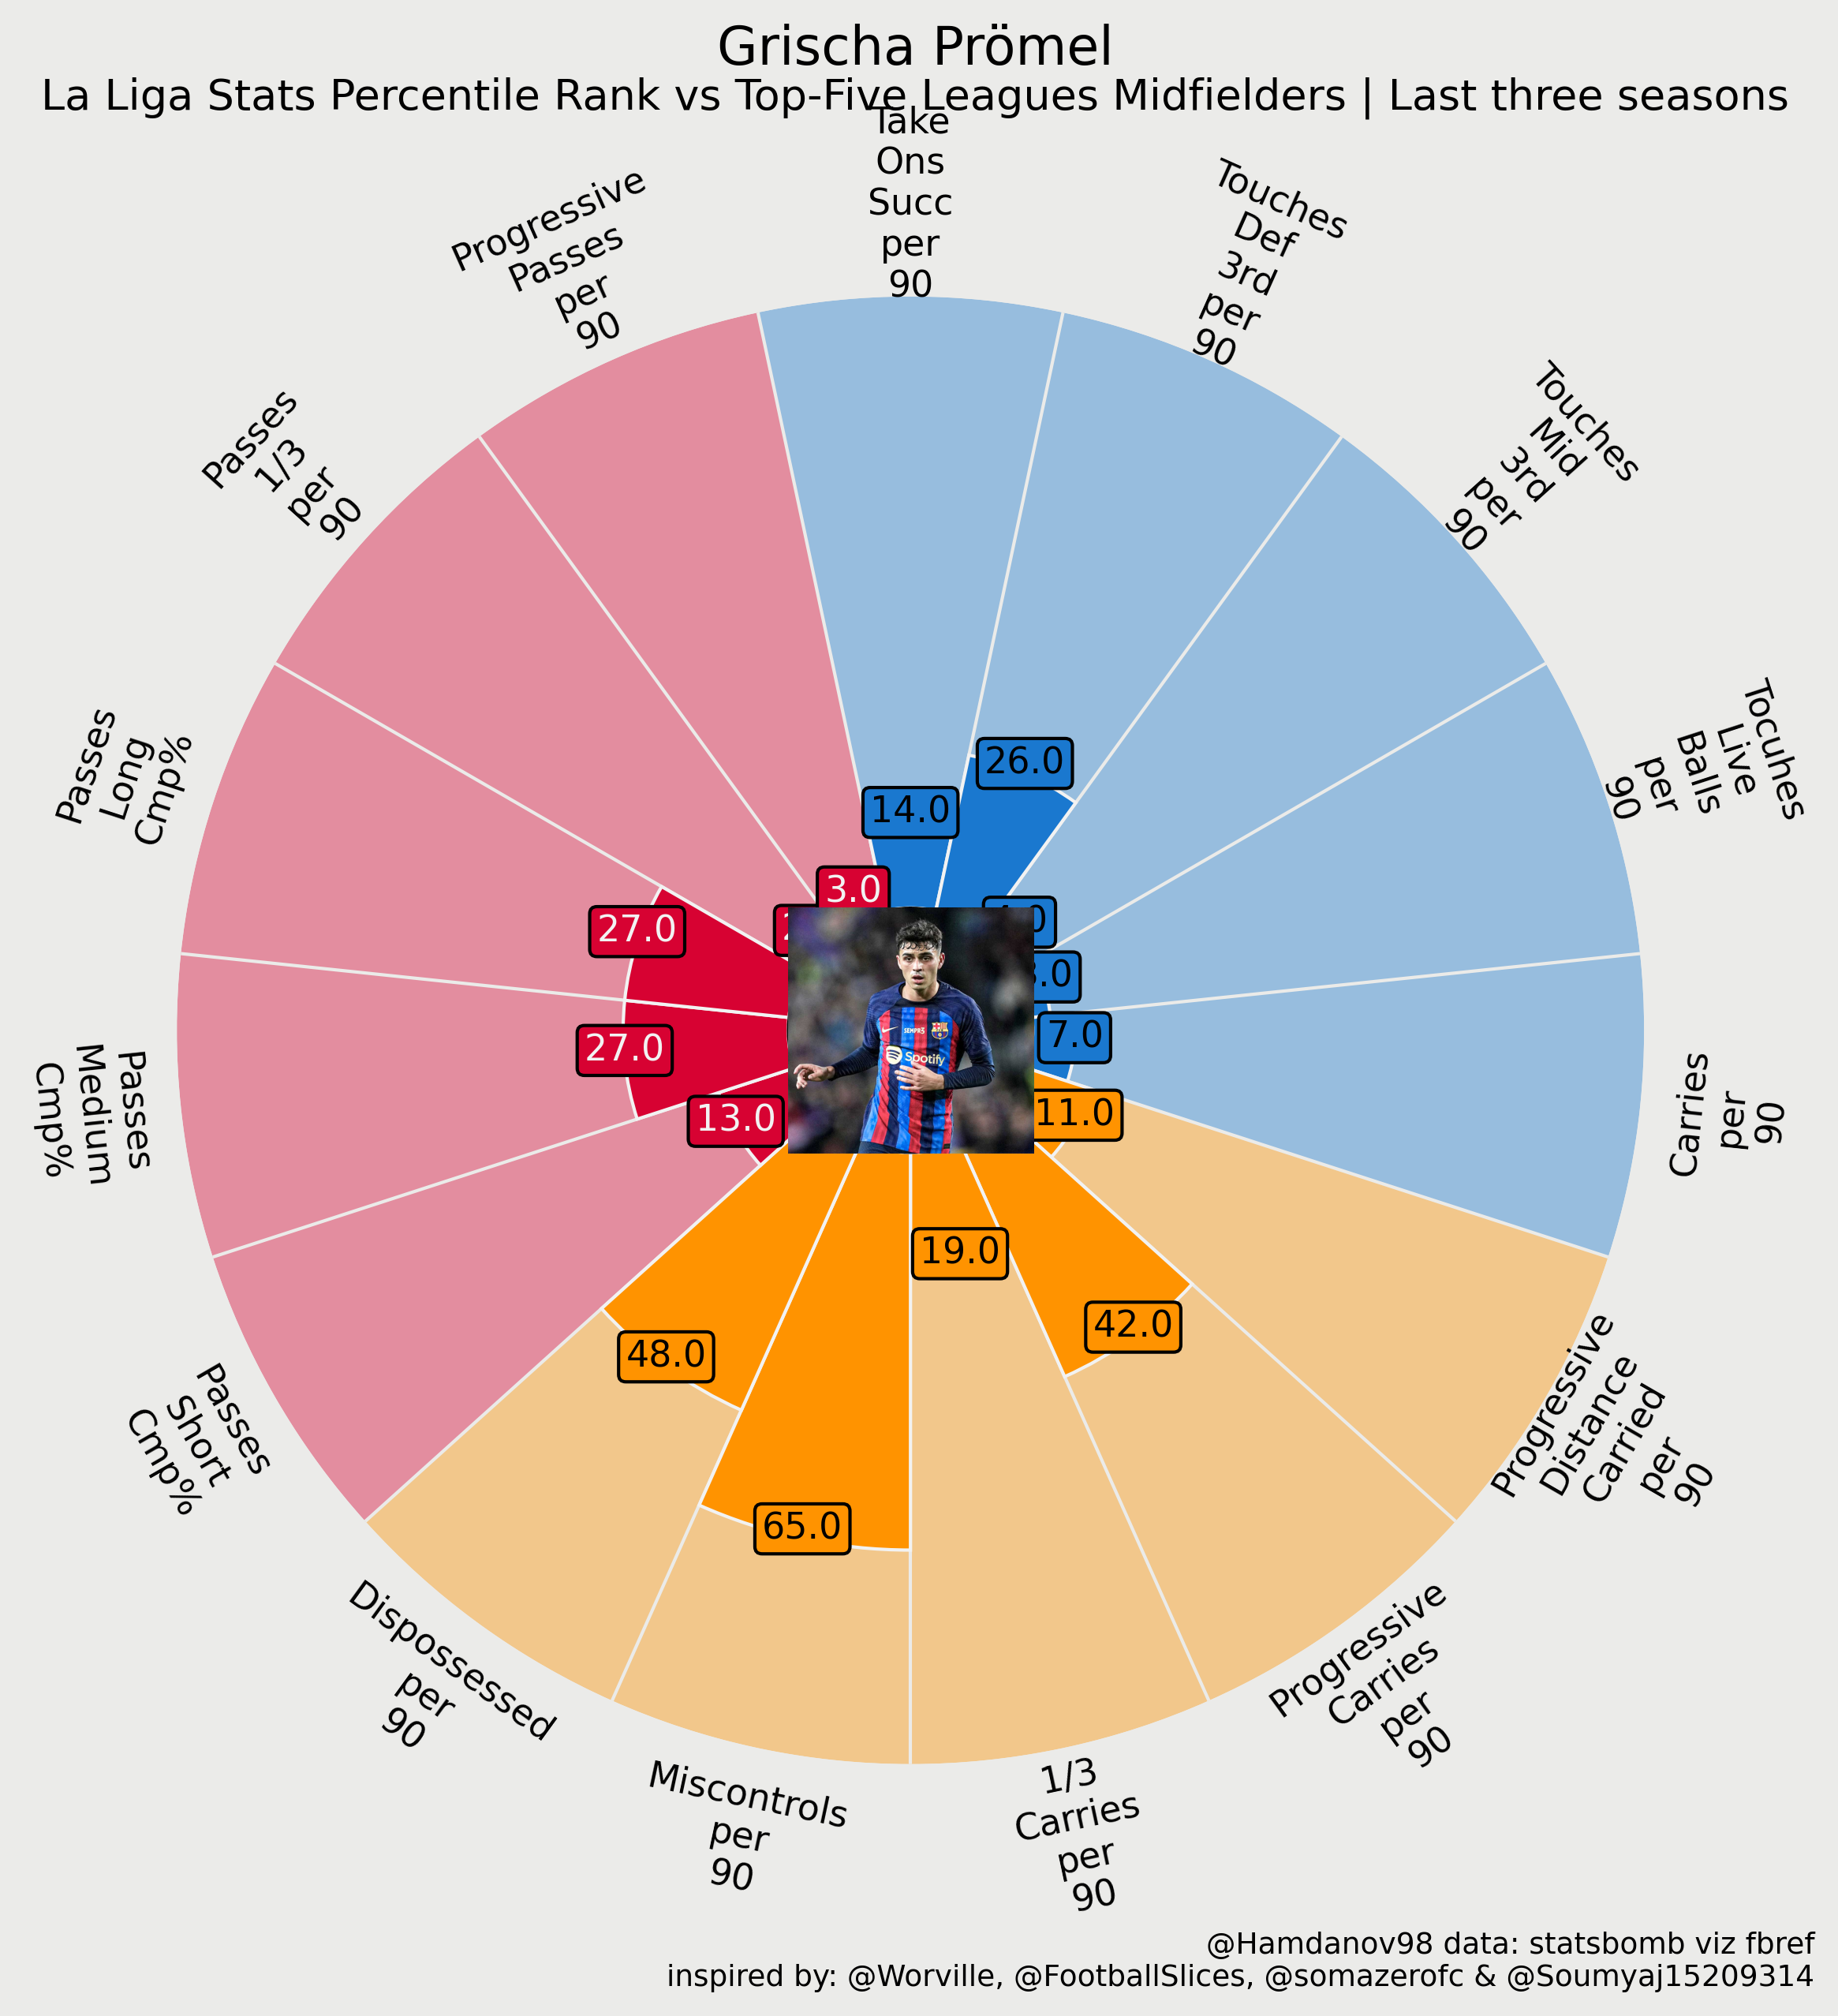 Grischa Prömel
La Liga Stats Percentile Rank vs Top-Five Leagues Midfielders | Last three seasons
Take
Ons
Succ
per
90
Touches
Def
3rd
per
90
Touches
Mid
3rd
per
90
Tocuhes
Live
Balls
per
90
Carries
per
90
Progressive
Distance
Carried
per
90
Progressive
Carries
per
90
1/3
Carries
per
90
Miscontrols
per
90
Dispossessed
per
90
Passes
Short
Cmp%
Passes
Medium
Cmp%
Passes
Long
Cmp%
Passes
1/3
per
90
Progressive
Passes
per
90
14.0
26.0
7.0
11.0
42.0
19.0
65.0
48.0
13.0
27.0
27.0
3.0
Spotify
@Hamdanov98 data: statsbomb viz fbref
inspired by: @Worville, @FootballSlices, @somazerofc & @Soumyaj15209314